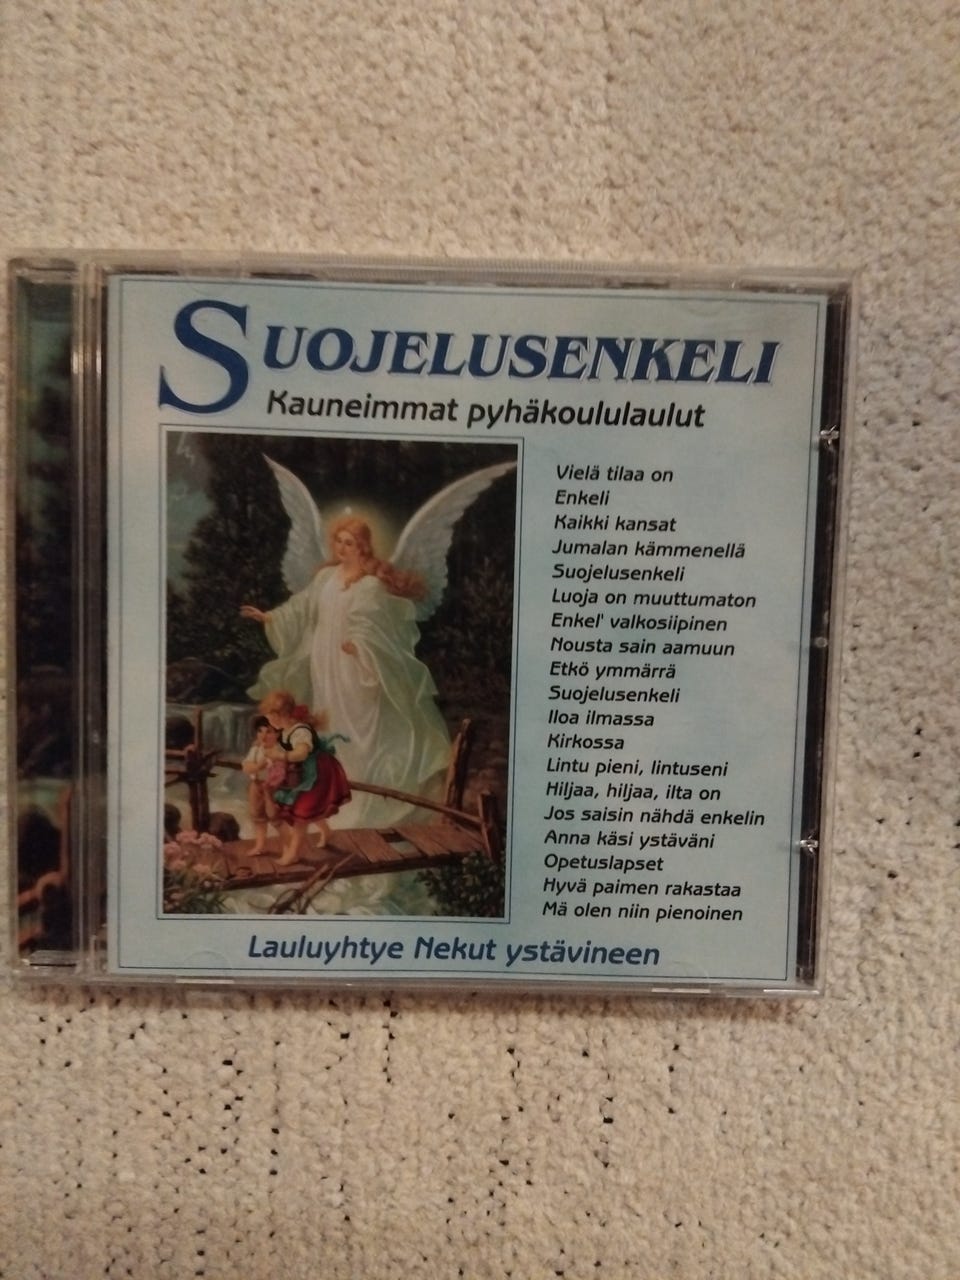 SUOJELUSENKELI
Kauneimmat pyhäkoululaulut
Vielä tilaa on
Enkeli
Kaikki kansat
Jumalan kämmenellä
Suojelusenkeli
Luoja on muuttumaton
Enkel' valkosiipinen
Nousta sain aamuun
Etkö ymmärrä
Suojelusenkeli
Iloa ilmassa
Kirkossa
Lintu pieni, lintuseni
Hiljaa, hiljaa, ilta on
Jos saisin nähdä enkelin
Anna käsi ystäväni
Opetuslapset
Hyvä paimen rakastaa
Mä olen niin pienoinen
Lauluyhtye Nekut ystävineen